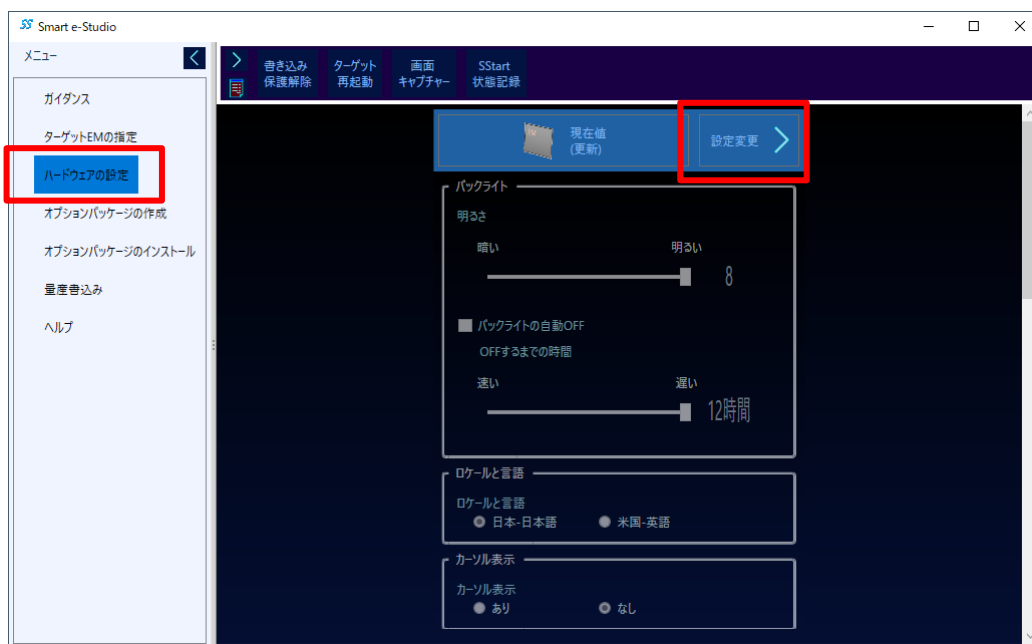 Smart e-Studio
メニュー
ガイダンス
ターゲットEMの指定
ハードウェアの設定
オプションパッケージの作成
オプションパッケージのインストール
量産書込み
ヘルプ
書き込み
保護解除
ターゲット
再起動
画面
キャプチャー
SStart
状態記録
現在値
(更新)
設定変更
バックライト
明るさ
暗い 明るい
8
バックライトの自動OFF
OFFするまでの時間
速い 遅い
12時間
ロケールと言語
ロケールと言語
日本-日本語 米国-英語
カーソル表示
カーソル表示
あり なし